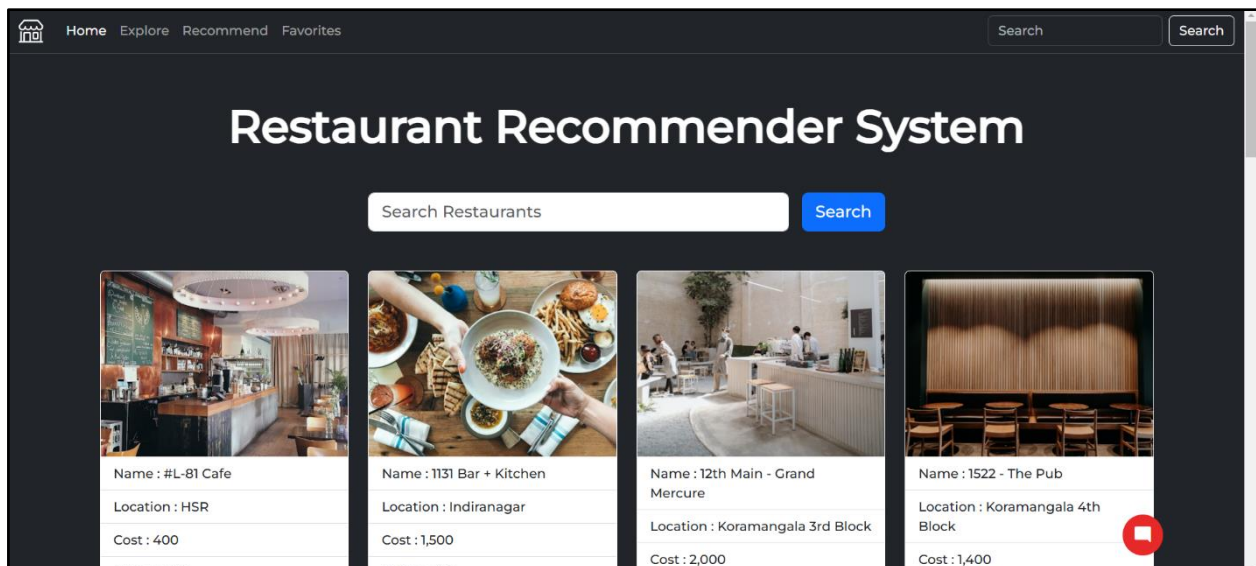 Home Explore Recommend Favorites Search Search
Restaurant Recommender System
Search Restaurants Search
Name : #L-81 Cafe
Location : HSR
Cost : 400
Name : 1131 Bar + Kitchen
Location : Indiranagar
Cost : 1,500
Name : 12th Main - Grand
Mercure
Location : Koramangala 3rd Block
Cost : 2,000
Name : 1522 - The Pub
Location : Koramangala 4th
Block
Cost : 1,400